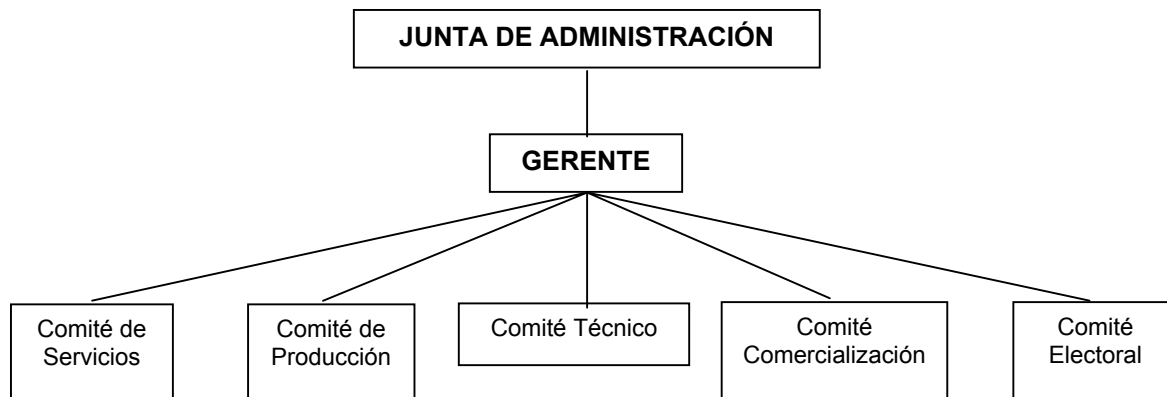 JUNTA DE ADMINISTRACIÓN
GERENTE
Comité de
Servicios
Comité de
Producción
Comité Técnico
Comité
Comercialización
Comité
Electoral